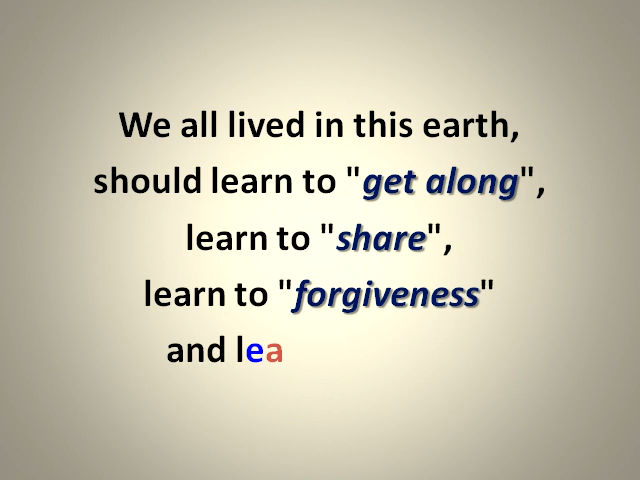 We all lived in this earth,
should learn to "get along",
learn to "share",
learn to "forgiveness"
and lea